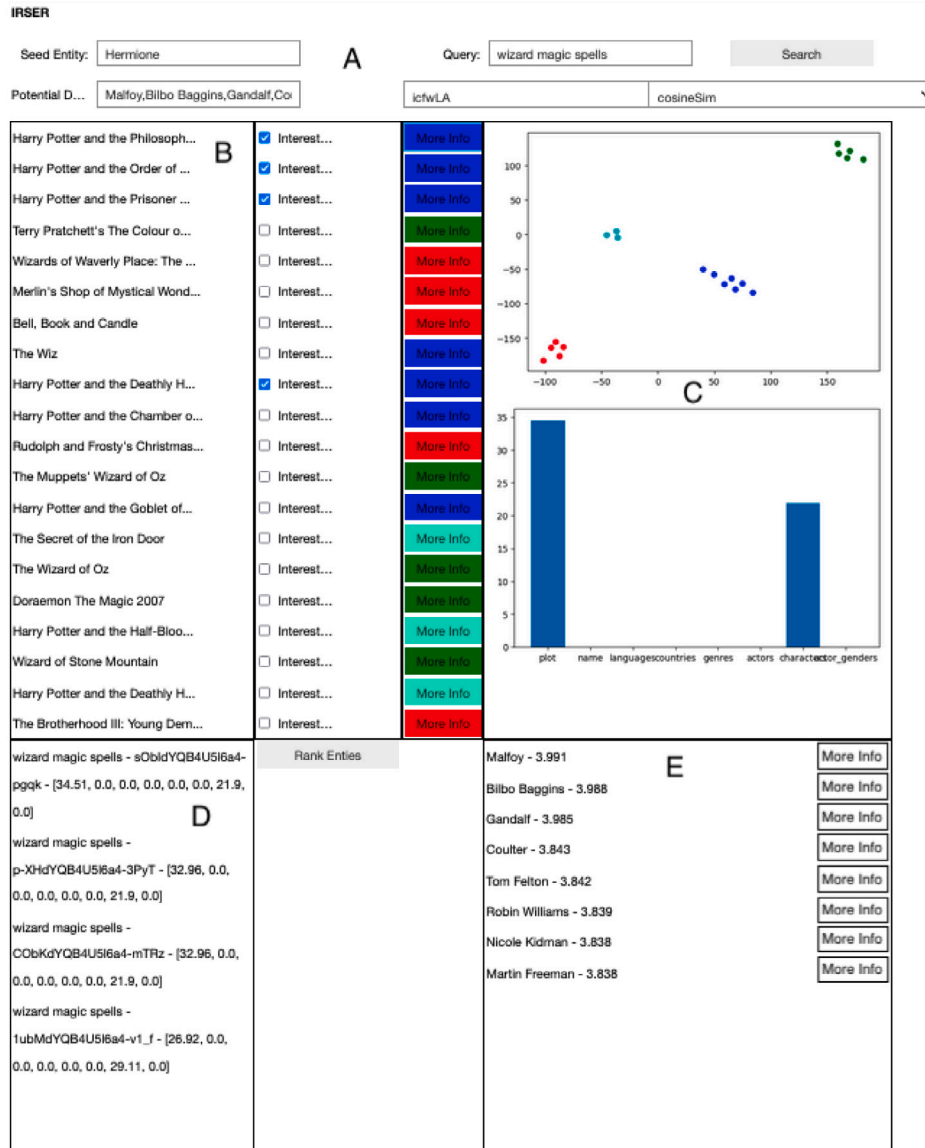 IRSER
Seed Entity: Hermione A Query: wizard magic spells Search
Potential D... Malfoy,Bilbo Baggins,Gandalf,Co icfwLA cosineSim
Harry Potter and the Philosoph... B Interest... More Info
Harry Potter and the Order of ... Interest... More Info
Harry Potter and the Prisoner ... Interest... More Info
Terry Pratchett's The Colour o... Interest... More Info
Wizards of Waverly Place: The ... Interest... More Info
Merlin's Shop of Mystical Wond... Interest... More Info
Bell, Book and Candle Interest... More Info
The Wiz Interest... More Info
Harry Potter and the Deathly H... Interest... More Info
Harry Potter and the Chamber o... Interest... More Info
Rudolph and Frosty's Christmas... Interest... More Info
The Muppets' Wizard of Oz Interest... More Info
Harry Potter and the Goblet of... Interest... More Info
The Secret of the Iron Door Interest... More Info
The Wizard of Oz Interest... More Info
Doraemon The Magic 2007 Interest... More Info
Harry Potter and the Half-Bloo... Interest... More Info
Wizard of Stone Mountain Interest... More Info
Harry Potter and the Deathly H... Interest... More Info
The Brotherhood III: Young Dem... Interest... More Info
100
50
0
−50
−100
−150
−100 −50 0 50 100 150
C
35
30
25
20
15
10
5
0
plot name languages countries genres actors characters actor_genders
wizard magic spells - sObIdYQB4U5I6a4-
pgqk - [34.51, 0.0, 0.0, 0.0, 0.0, 0.0, 21.9,
0.0]
D
wizard magic spells -
p-XHdYQB4U5I6a4-3PyT - [32.96, 0.0,
0.0, 0.0, 0.0, 0.0, 21.9, 0.0]
wizard magic spells -
CObKdYQB4U5I6a4-mTRz - [32.96, 0.0,
0.0, 0.0, 0.0, 0.0, 21.9, 0.0]
wizard magic spells -
1ubMdYQB4U5I6a4-v1_f - [26.92, 0.0,
0.0, 0.0, 0.0, 0.0, 29.11, 0.0]
Rank Enties
E
Malfoy - 3.991 More Info
Bilbo Baggins - 3.988 More Info
Gandalf - 3.985 More Info
Coulter - 3.843 More Info
Tom Felton - 3.842 More Info
Robin Williams - 3.839 More Info
Nicole Kidman - 3.838 More Info
Martin Freeman - 3.838 More Info